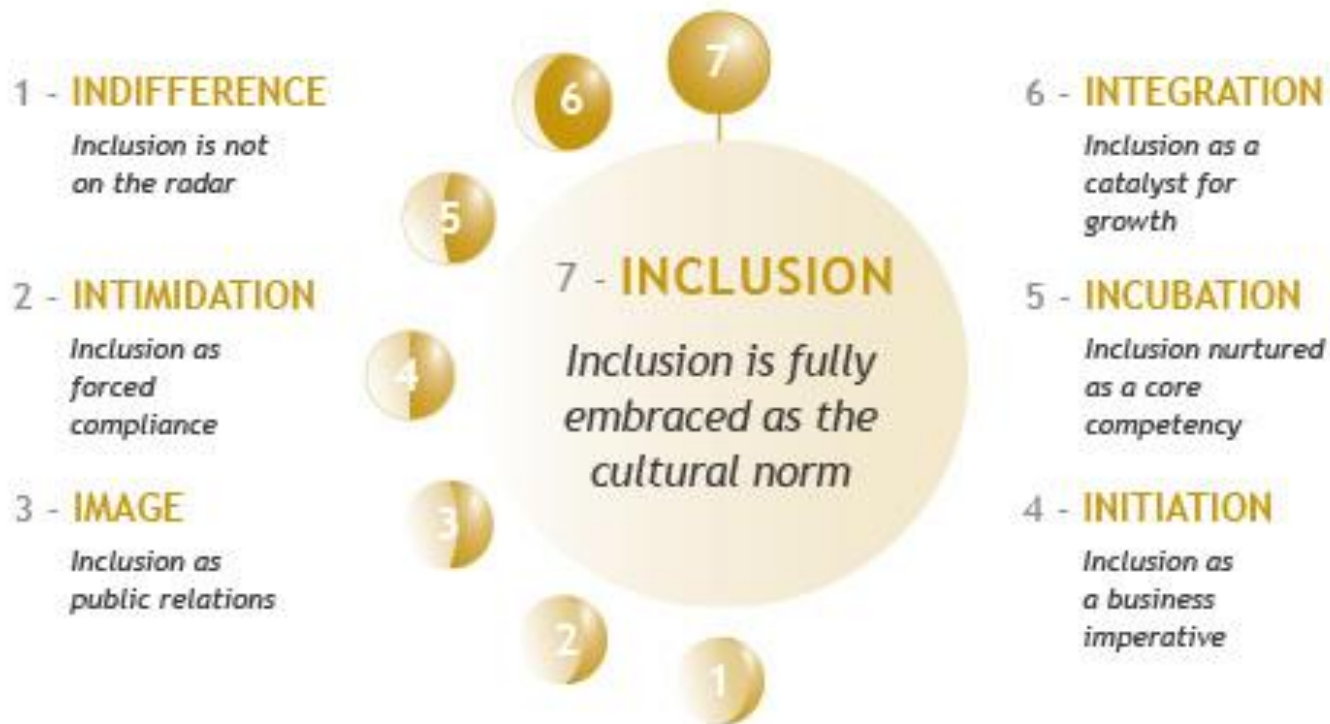 1 - INDIFFERENCE
Inclusion is not
on the radar
2 - INTIMIDATION
Inclusion as
forced
compliance
3 - IMAGE
Inclusion as
public relations
7
6
5
4
3
2
1
7 - INCLUSION
Inclusion is fully
embraced as the
cultural norm
6 - INTEGRATION
Inclusion as a
catalyst for
growth
5 - INCUBATION
Inclusion nurtured
as a core
competency
4 - INITIATION
Inclusion as
a business
imperative